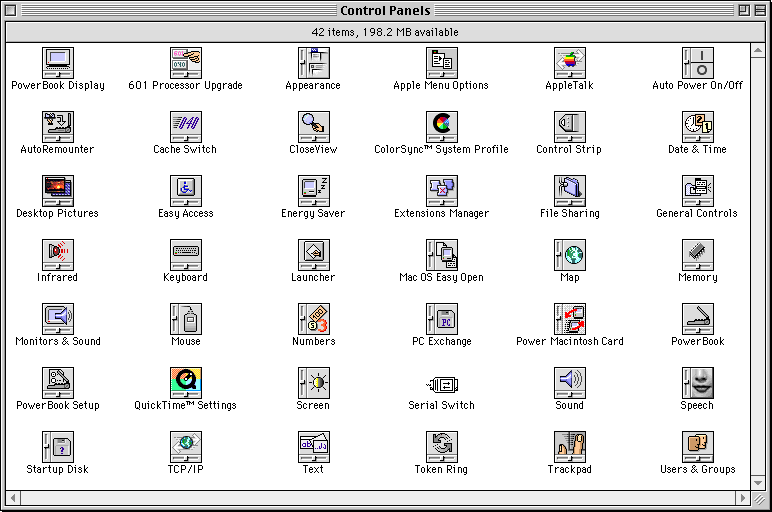 Control Panels
42 items, 198.2 MB available
PowerBook Display
601 Processor Upgrade
Appearance
Apple Menu Options
AppleTalk
Auto Power On/Off
AutoRemounter
Cache Switch
CloseView
ColorSync™ System Profile
Control Strip
Date & Time
Desktop Pictures
Easy Access
Energy Saver
Extensions Manager
File Sharing
General Controls
Infrared
Keyboard
Launcher
Mac OS Easy Open
Map
Memory
Monitors & Sound
Mouse
Numbers
PC Exchange
Power Macintosh Card
PowerBook
PowerBook Setup
QuickTime™ Settings
Screen
Serial Switch
Sound
Speech
Startup Disk
TCP/IP
Text
Token Ring
Trackpad
Users & Groups